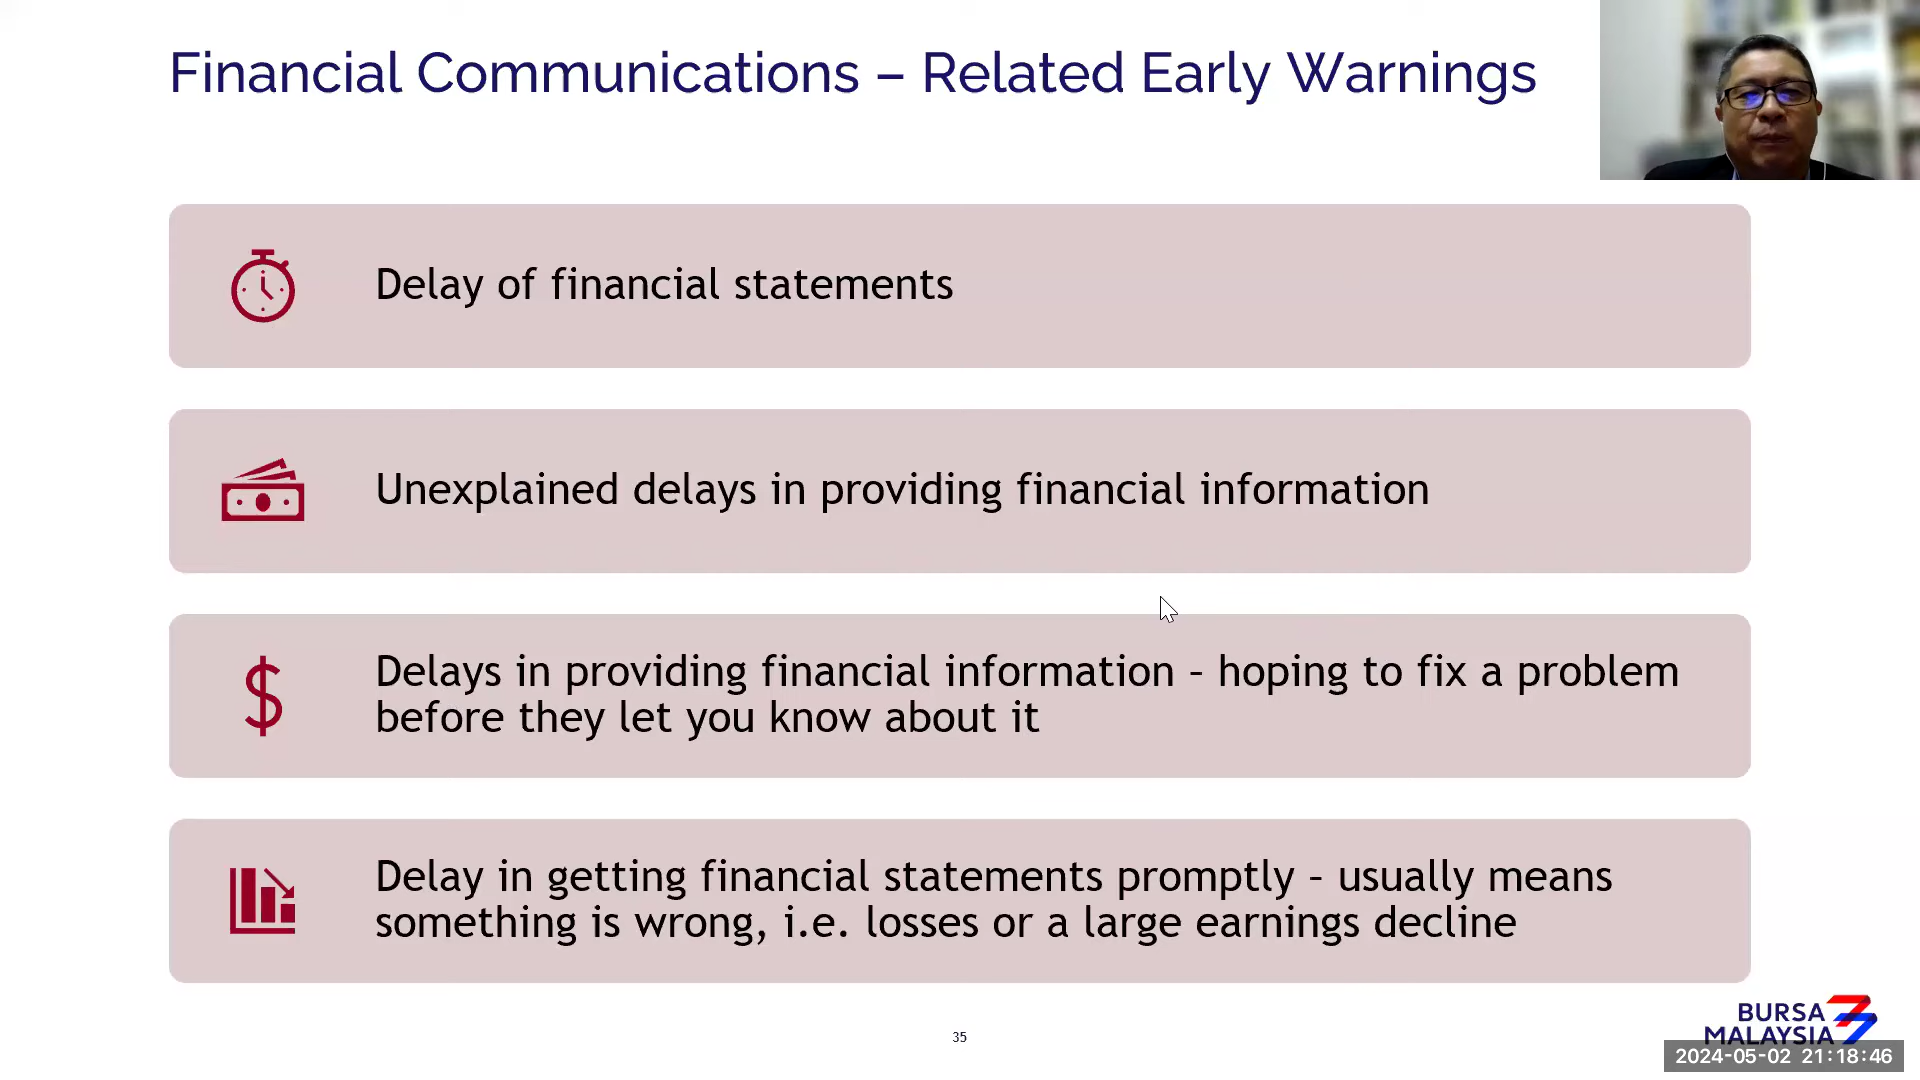 Financial Communications – Related Early Warnings
Delay of financial statements
Unexplained delays in providing financial information
Delays in providing financial information – hoping to fix a problem
before they let you know about it
Delay in getting financial statements promptly – usually means
something is wrong, i.e. losses or a large earnings decline
35
BURSA
MALAYSIA
2024-05-02 21:18:46